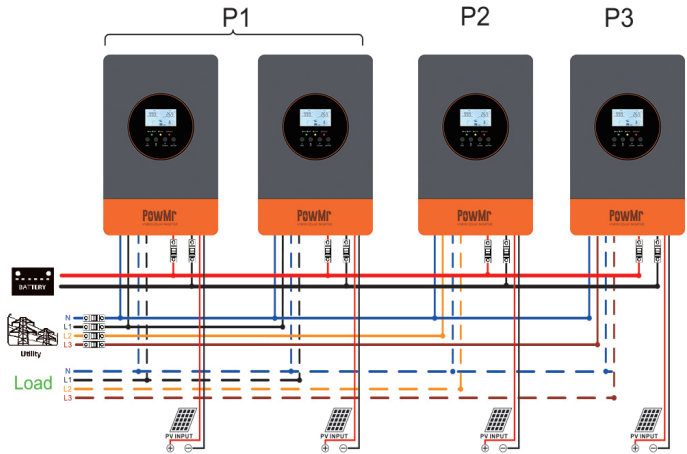 P1 P2 P3
PowMr PowMr PowMr PowMr
BATTERY
N
L1
L2
L3
Utility
Load
N
L1
L2
L3
PV INPUT PV INPUT PV INPUT PV INPUT